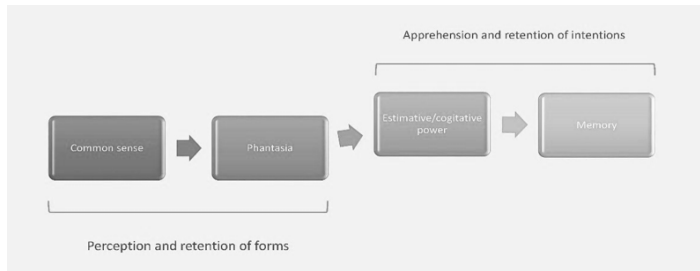 Apprehension and retention of intentions
Common sense
Phantasia
Estimative/cogitative
power
Memory
Perception and retention of forms